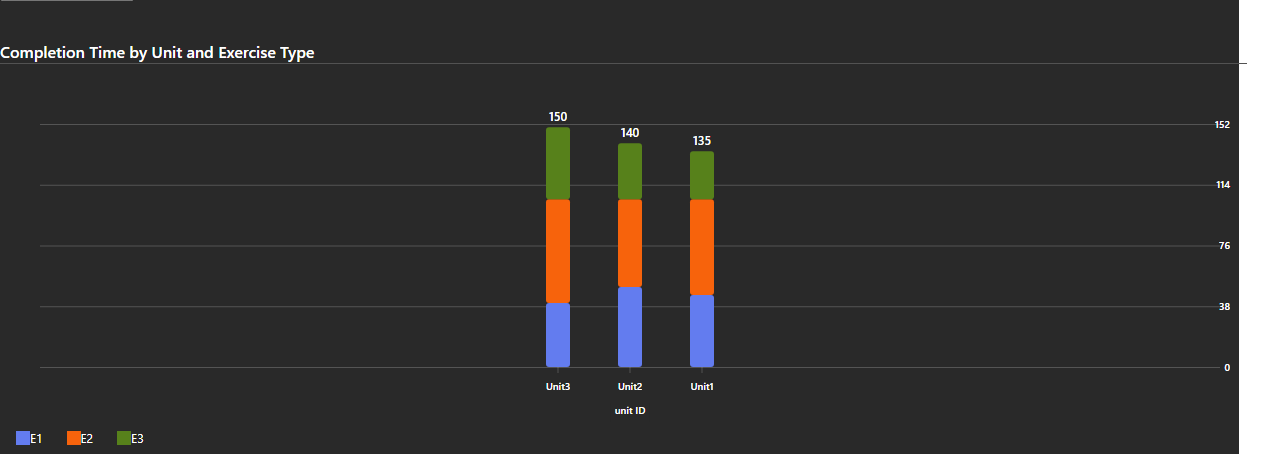 Completion Time by Unit and Exercise Type
150
140
135
152
114
76
38
0
Unit3 Unit2 Unit1
unit ID
E1 E2 E3